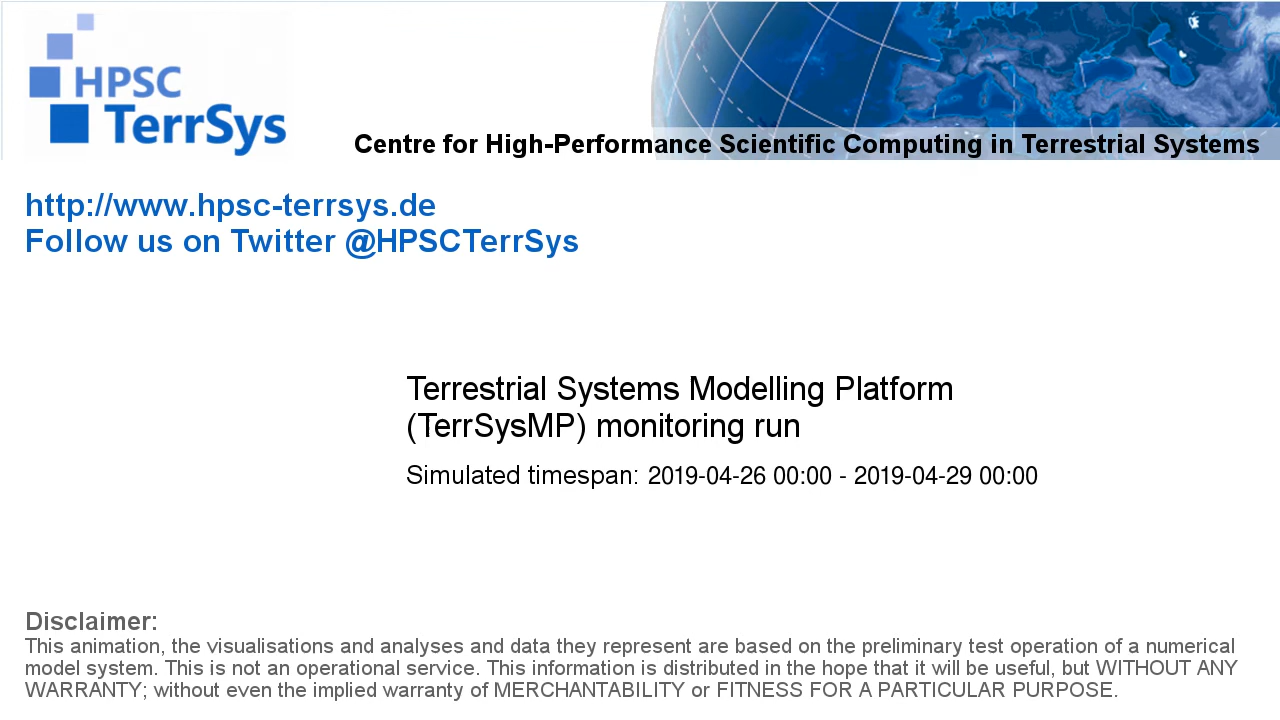 HPSC
TerrSys
Centre for High-Performance Scientific Computing in Terrestrial Systems
http://www.hpsc-terrsys.de
Follow us on Twitter @HPSCTerrSys
Terrestrial Systems Modelling Platform
(TerrSysMP) monitoring run
Simulated timespan: 2019-04-26 00:00 - 2019-04-29 00:00
Disclaimer:
This animation, the visualisations and analyses and data they represent are based on the preliminary test operation of a numerical
model system. This is not an operational service. This information is distributed in the hope that it will be useful, but WITHOUT ANY
WARRANTY; without even the implied warranty of MERCHANTABILITY or FITNESS FOR A PARTICULAR PURPOSE.